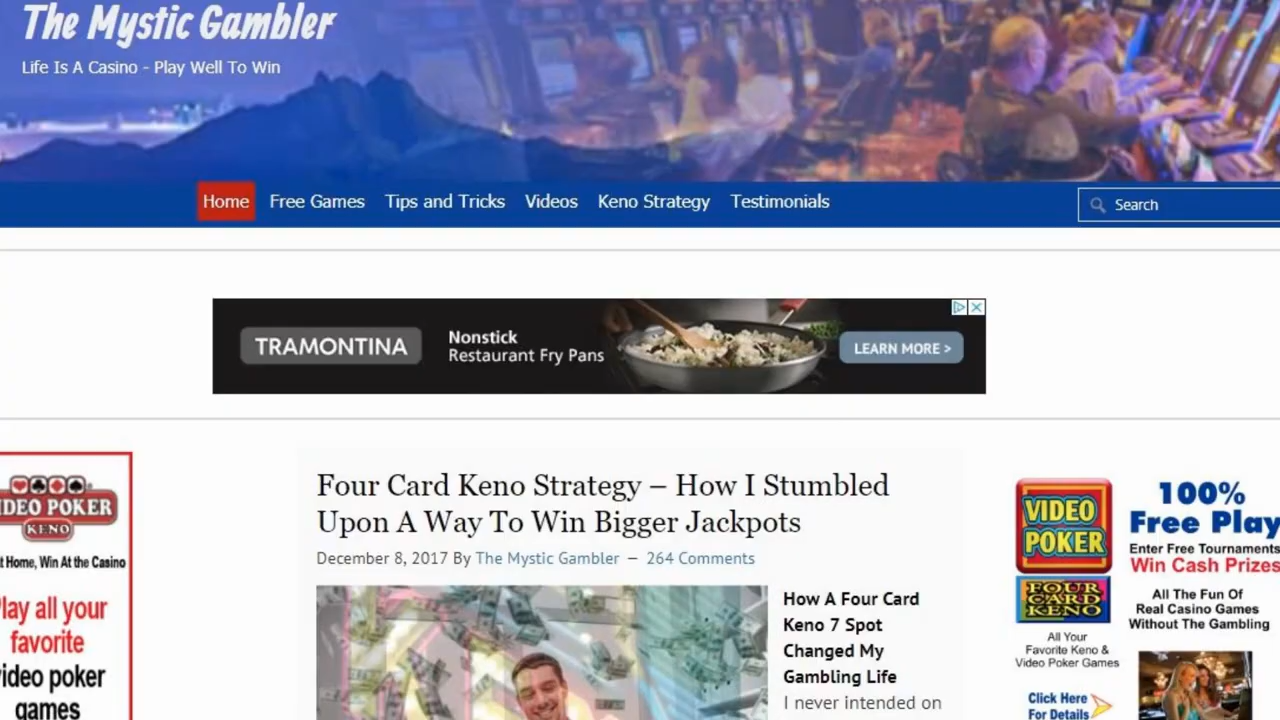 The Mystic Gambler
Life Is A Casino - Play Well To Win
Home Free Games Tips and Tricks Videos Keno Strategy Testimonials Search
TRAMONTINA
Nonstick
Restaurant Fry Pans
LEARN MORE >
IDEO POKER
KENO
t Home, Win At the Casino
lay all your
favorite
video poker
games
Four Card Keno Strategy – How I Stumbled
Upon A Way To Win Bigger Jackpots
December 8, 2017 By The Mystic Gambler — 264 Comments
How A Four Card
Keno 7 Spot
Changed My
Gambling Life
I never intended on
VIDEO
POKER
FOUR
CARD
KENO
All Your
Favorite Keno &
Video Poker Games
Click Here
For Details
100%
Free Play
Enter Free Tournaments
Win Cash Prizes
All The Fun Of
Real Casino Games
Without The Gambling